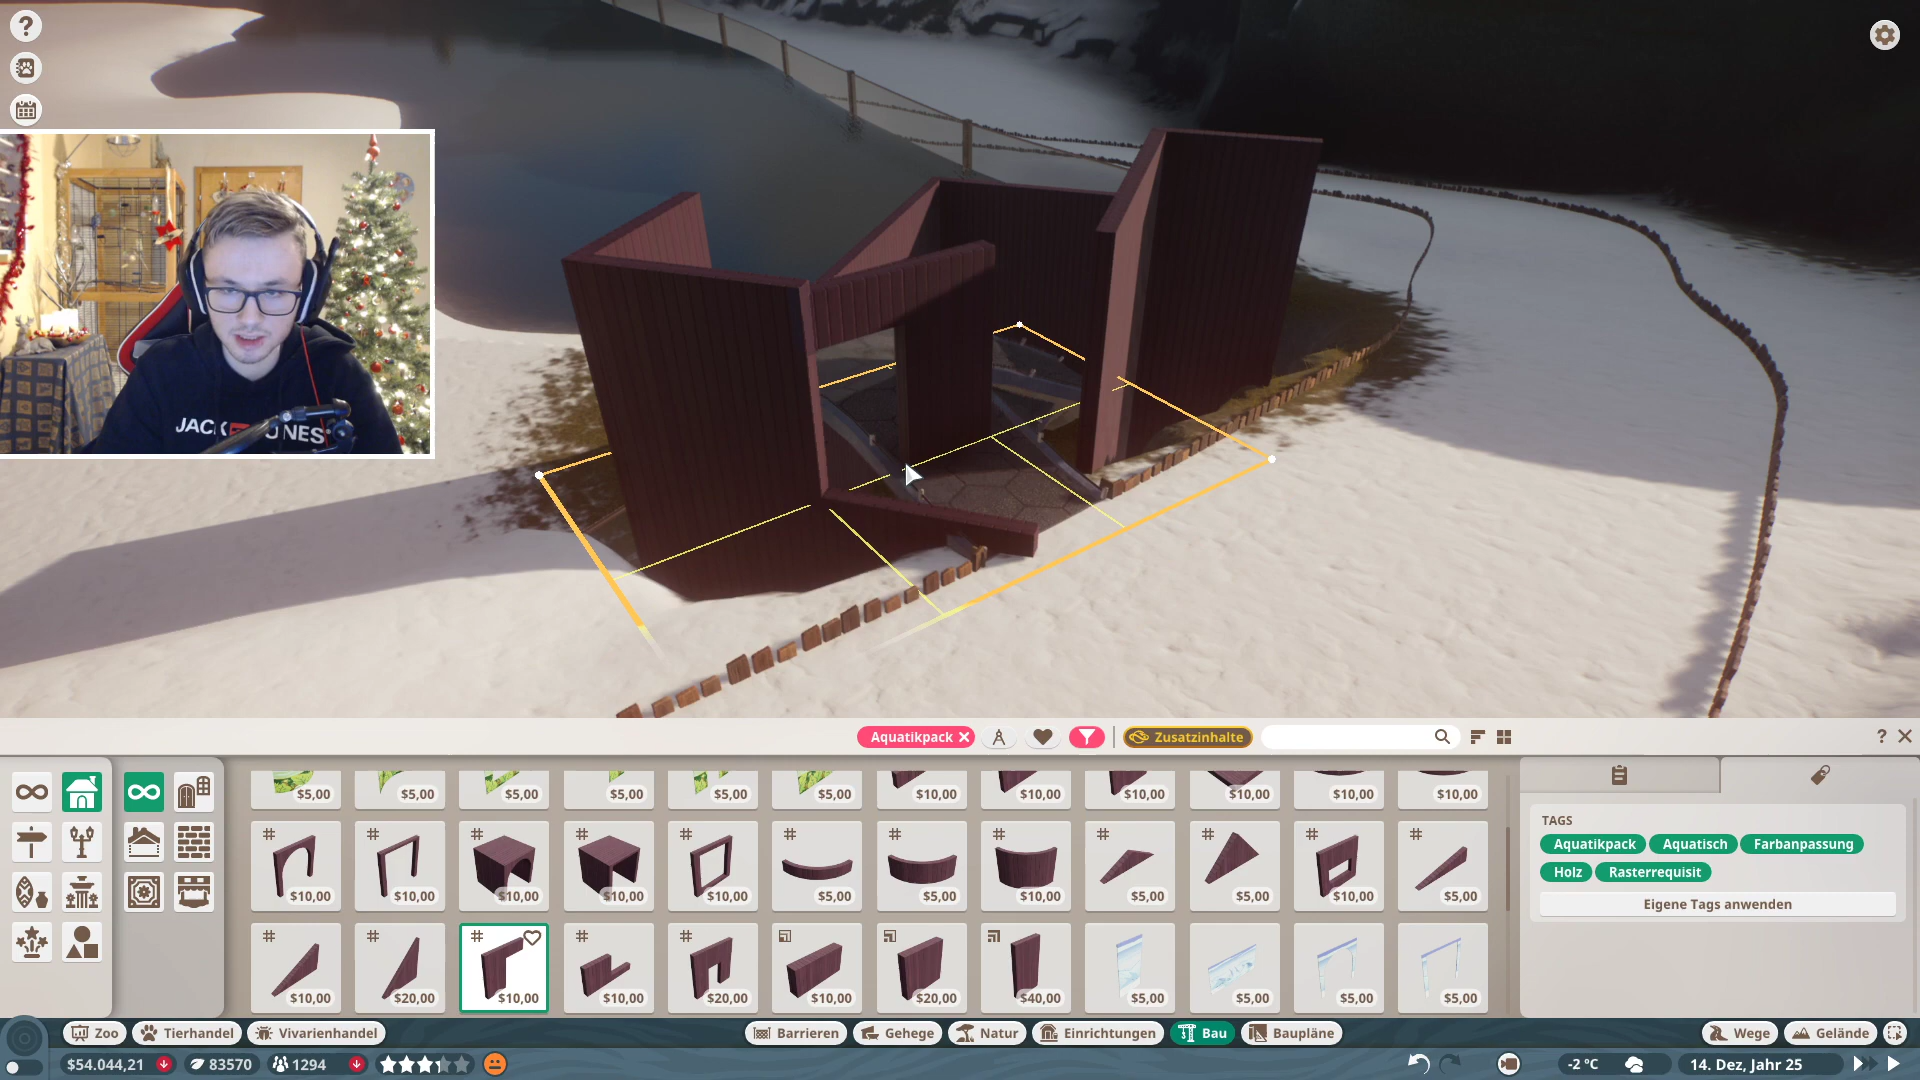 JACK JONES
Aquatikpack
Zusatzinhalte
$5,00 $5,00 $5,00 $5,00 $5,00 $5,00 $10,00 $10,00 $10,00 $10,00 $10,00 $10,00
$10,00 $10,00 $10,00 $10,00 $10,00 $5,00 $5,00 $10,00 $5,00 $5,00 $10,00 $5,00
$10,00 $20,00 $10,00 $10,00 $20,00 $10,00 $20,00 $40,00 $5,00 $5,00 $5,00 $5,00
TAGS
Aquatikpack Aquatisch Farbanpassung
Holz Rasterrequisit
Eigene Tags anwenden
Zoo Tierhandel Vivarienhandel Barrieren Gehege Natur Einrichtungen Bau Baupläne Wege Gelände
$54.044,21 83570 1294 -2 °C 14. Dez, Jahr 25